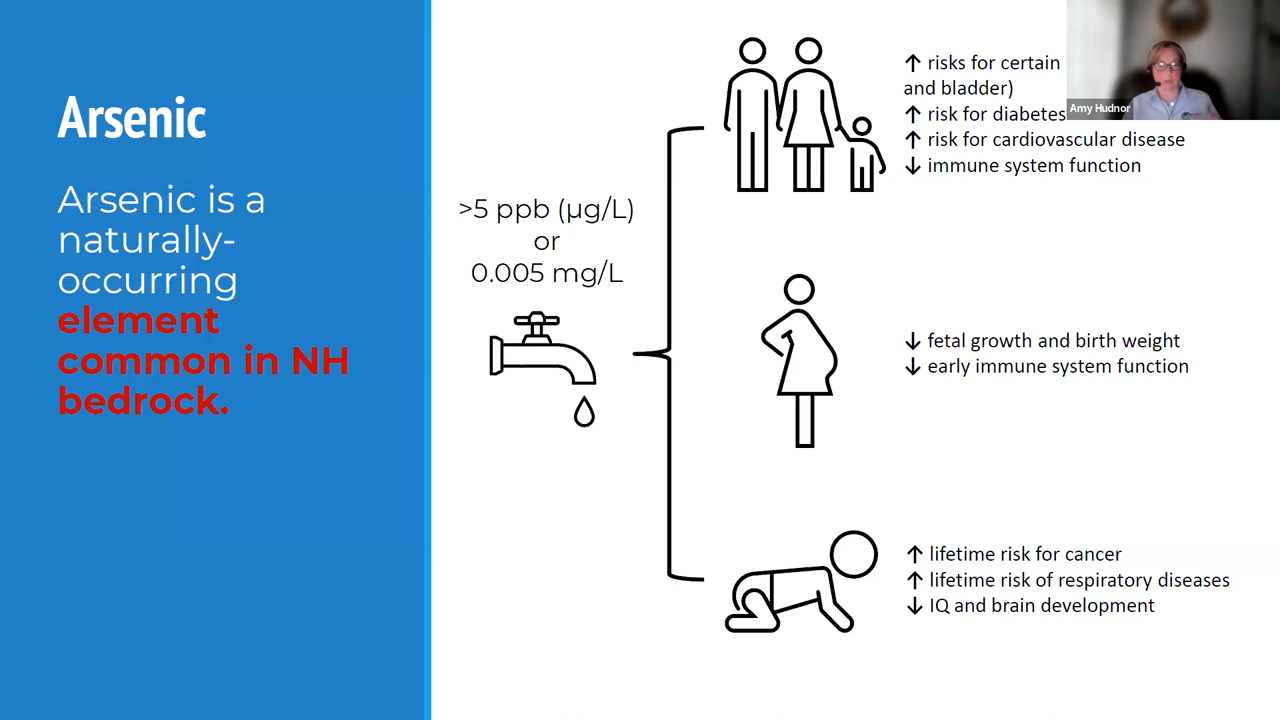 Arsenic
Arsenic is a
naturally-
occurring
element
common in NH
bedrock.
>5 ppb (µg/L)
or
0.005 mg/L
↑ risks for certain
and bladder)
↑ risk for diabetes
↑ risk for cardiovascular disease
↓ immune system function
↓ fetal growth and birth weight
↓ early immune system function
↑ lifetime risk for cancer
↑ lifetime risk of respiratory diseases
↓ IQ and brain development
Amy Hudnor